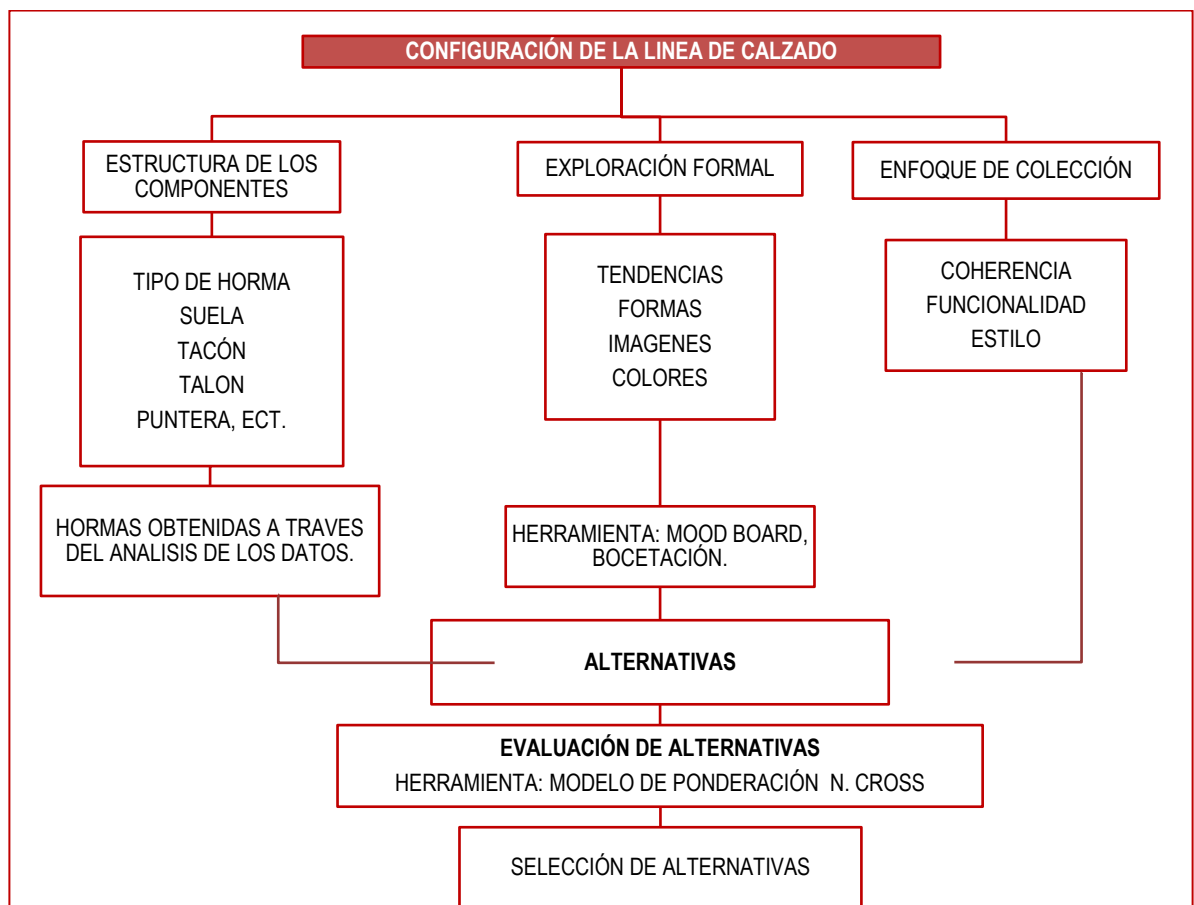 CONFIGURACIÓN DE LA LINEA DE CALZADO
ESTRUCTURA DE LOS
COMPONENTES
EXPLORACIÓN FORMAL
ENFOQUE DE COLECCIÓN
TIPO DE HORMA
SUELA
TACÓN
TALON
PUNTERA, ECT.
TENDENCIAS
FORMAS
IMAGENES
COLORES
COHERENCIA
FUNCIONALIDAD
ESTILO
HORMAS OBTENIDAS A TRAVES
DEL ANALISIS DE LOS DATOS.
HERRAMIENTA: MOOD BOARD,
BOCETACIÓN.
ALTERNATIVAS
EVALUACIÓN DE ALTERNATIVAS
HERRAMIENTA: MODELO DE PONDERACIÓN N. CROSS
SELECCIÓN DE ALTERNATIVAS